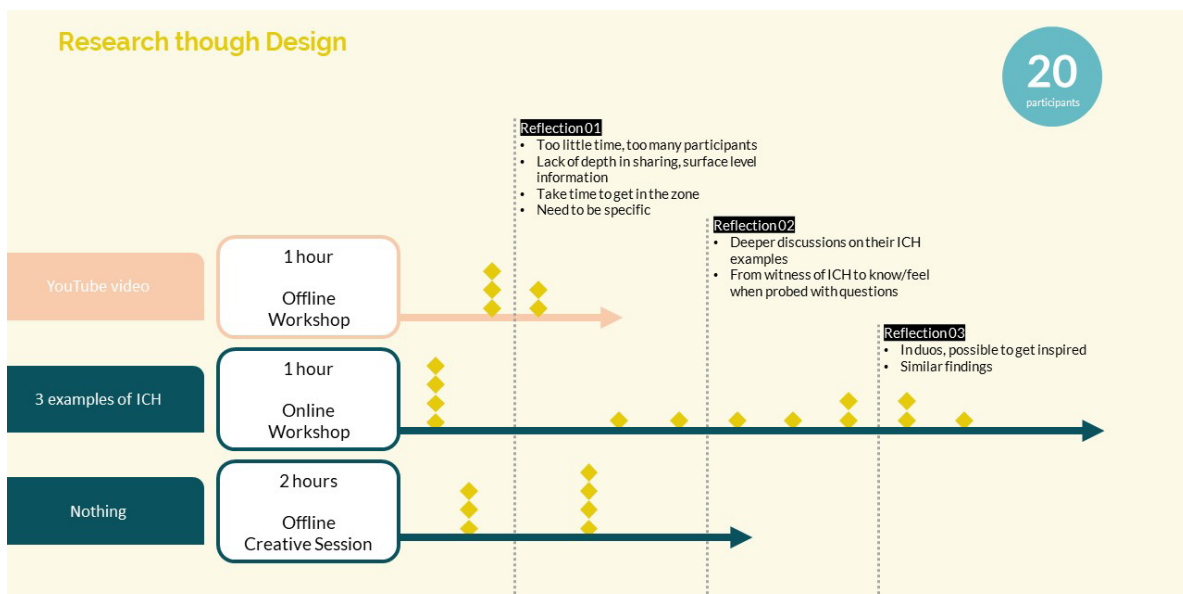 Research though Design
20
participants
Reflection 01
• Too little time, too many participants
• Lack of depth in sharing, surface level
information
• Take time to get in the zone
• Need to be specific
Reflection 02
• Deeper discussions on their ICH
examples
• From witness of ICH to know/feel
when probed with questions
Reflection 03
• In duos, possible to get inspired
• Similar findings
YouTube video
1 hour
Offline
Workshop
3 examples of ICH
1 hour
Online
Workshop
Nothing
2 hours
Offline
Creative Session